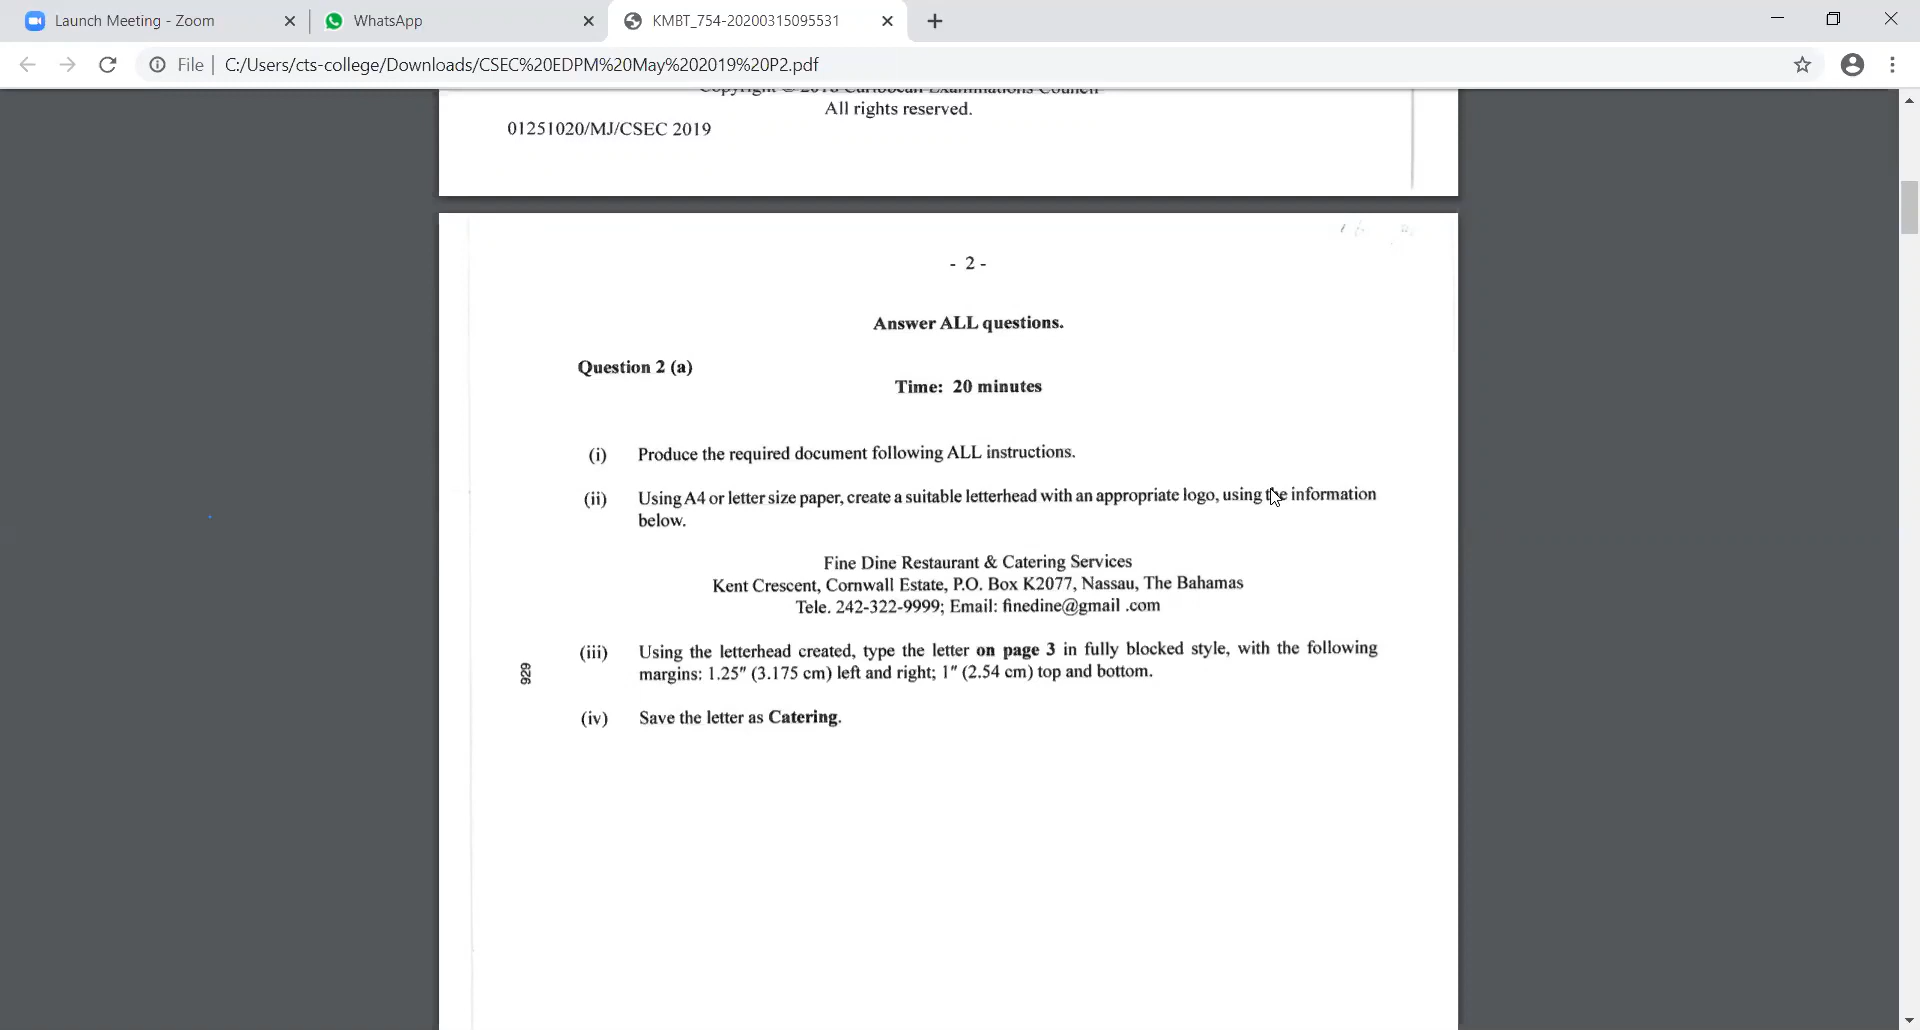 Launch Meeting - Zoom
WhatsApp
KMBT_754-20200315095531
File
C:/Users/cts-college/Downloads/CSEC%20EDPM%20May%202019%20P2.pdf
Copyright © 2018 Caribbean Examinations Council
All rights reserved.
01251020/MJ/CSEC 2019
- 2 -
Answer ALL questions.
Question 2 (a)
Time: 20 minutes
(i) Produce the required document following ALL instructions.
(ii) Using A4 or letter size paper, create a suitable letterhead with an appropriate logo, using the information
below.
Fine Dine Restaurant & Catering Services
Kent Crescent, Cornwall Estate, P.O. Box K2077, Nassau, The Bahamas
Tele. 242-322-9999; Email: finedine@gmail .com
(iii) Using the letterhead created, type the letter on page 3 in fully blocked style, with the following
margins: 1.25" (3.175 cm) left and right; 1" (2.54 cm) top and bottom.
929
(iv) Save the letter as Catering.